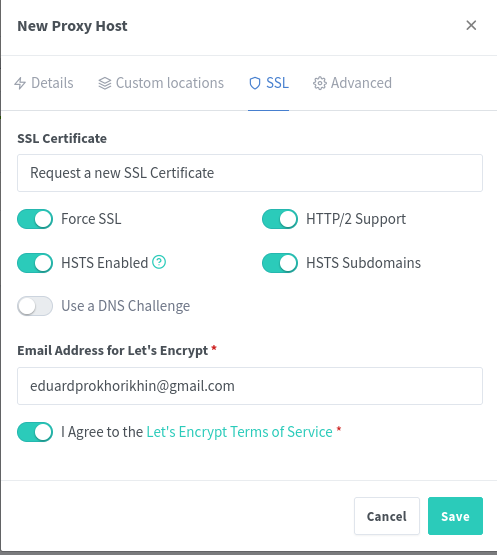 New Proxy Host
Details Custom locations SSL Advanced
SSL Certificate
Request a new SSL Certificate
Force SSL HTTP/2 Support
HSTS Enabled HSTS Subdomains
Use a DNS Challenge
Email Address for Let's Encrypt *
eduardprokhorikhin@gmail.com
I Agree to the Let's Encrypt Terms of Service *
Cancel Save